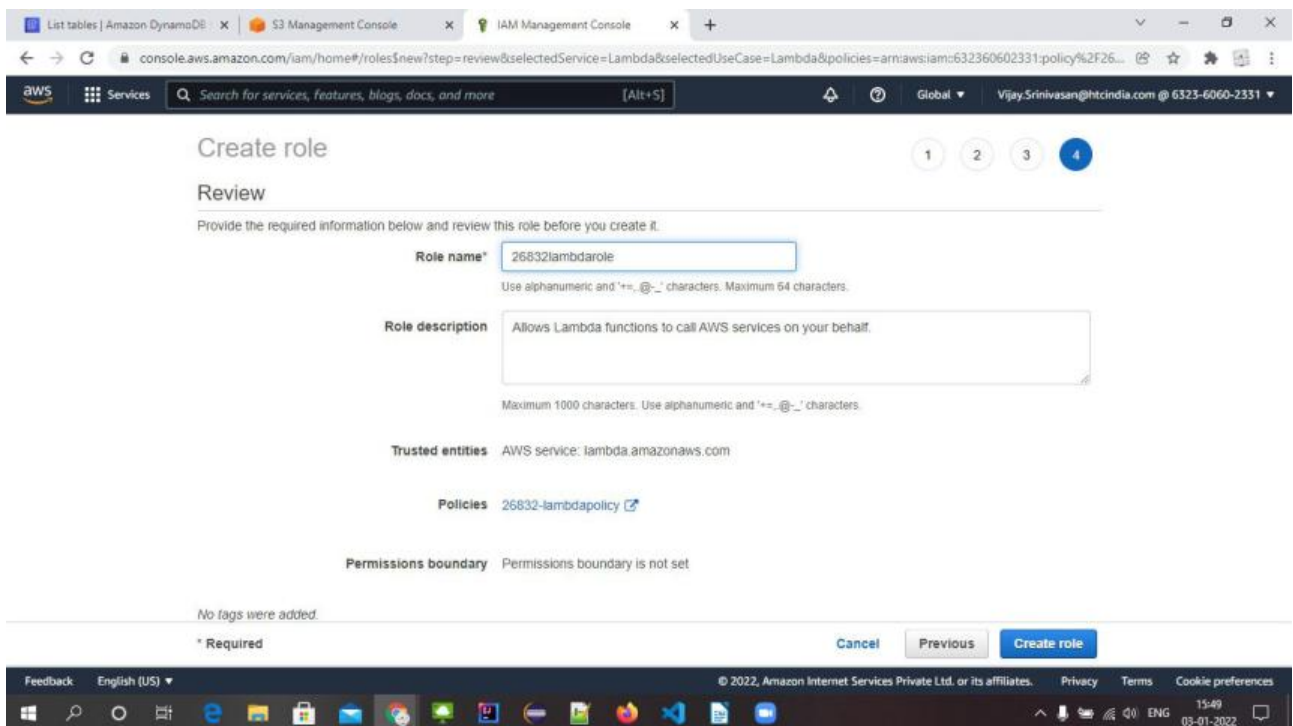 List tables | Amazon DynamoDB
S3 Management Console
IAM Management Console
console.aws.amazon.com/iam/home#/roles$new?step=review&selectedService=Lambda&selectedUseCase=Lambda&policies=arn:aws:iam::632360602331:policy%2F26...
aws
Services
Search for services, features, blogs, docs, and more
[Alt+S]
Global
Vijay.Srinivasan@htcindia.com @ 6323-6060-2331
Create role
1 2 3 4
Review
Provide the required information below and review this role before you create it.
Role name* 26832lambdarole
Use alphanumeric and '+=,.@-_' characters. Maximum 64 characters.
Role description Allows Lambda functions to call AWS services on your behalf.
Maximum 1000 characters. Use alphanumeric and '+=,.@-_' characters.
Trusted entities AWS service: lambda.amazonaws.com
Policies 26832-lambdapolicy
Permissions boundary Permissions boundary is not set
No tags were added.
* Required
Cancel Previous Create role
Feedback English (US) © 2022, Amazon Internet Services Private Ltd. or its affiliates. Privacy Terms Cookie preferences
ENG 15:49
03-01-2022